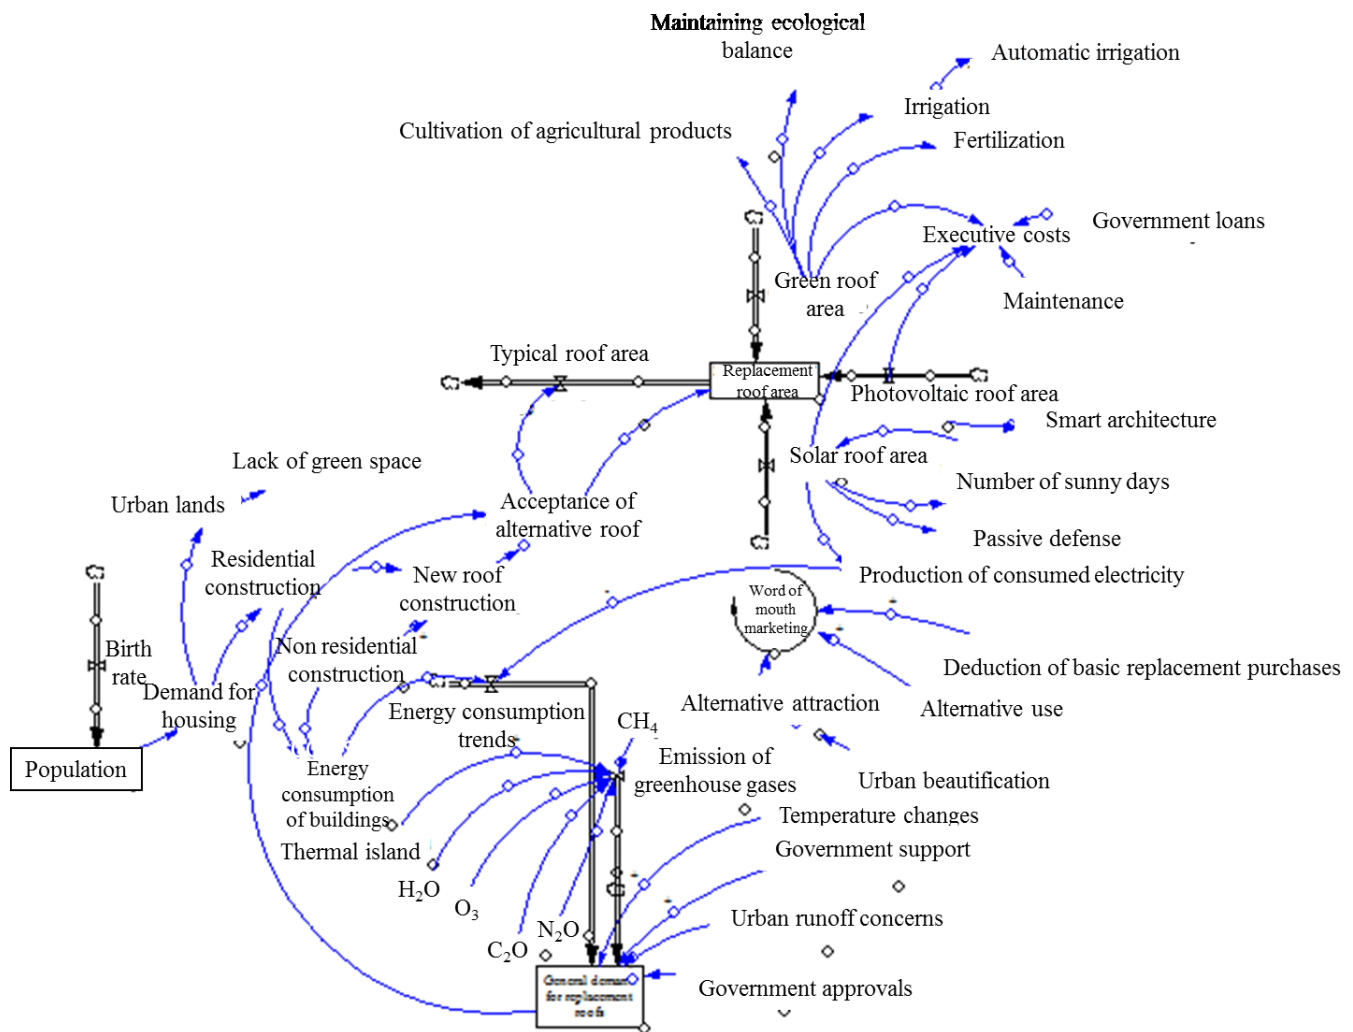 Maintaining ecological
balance
Automatic irrigation
Irrigation
Cultivation of agricultural products
Fertilization
Government loans
Executive costs
Green roof
area
Maintenance
Typical roof area
Replacement
roof area
Photovoltaic roof area
Smart architecture
Solar roof area
Lack of green space
Number of sunny days
Urban lands
Acceptance of
alternative roof
Passive defense
Residential
construction
New roof
construction
Production of consumed electricity
Word of
mouth
marketing
Birth
rate
Non residential
construction
Deduction of basic replacement purchases
Demand for
housing
Energy consumption
trends
Alternative attraction
Alternative use
CH4
Population
Energy
consumption
of buildings
Emission of
greenhouse gases
Urban beautification
Temperature changes
Thermal island
Government support
H2O
O3
Urban runoff concerns
N2O
C2O
General deman
for replacement
roofs
Government approvals